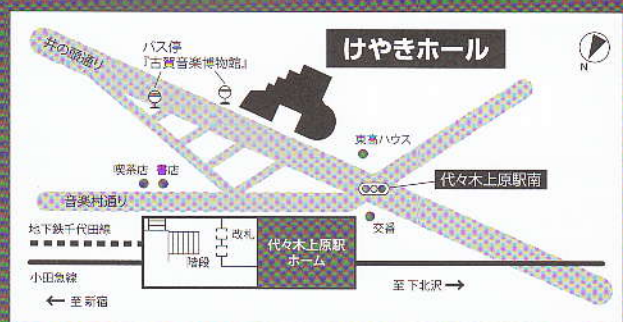 けやきホール
N
井の頭通り
バス停
『古賀音楽博物館』
東高ハウス
喫茶店
書店
代々木上原駅南
音楽村通り
交番
地下鉄千代田線
改札
階段
代々木上原駅
ホーム
小田急線
← 至 新宿
至 下北沢 →